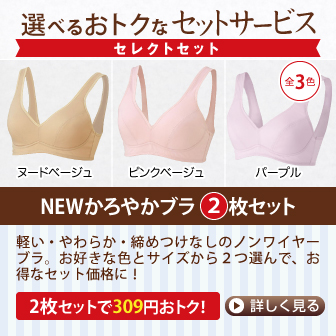 選べるおトクなセットサービス
セレクトセット
全3色
ヌードベージュ
ピンクベージュ
パープル
NEWかろやかブラ2枚セット
軽い・やわらか・締めつけなしのノンワイヤー
ブラ。お好きな色とサイズから２つ選んで、お
得なセット価格に！
2枚セットで309円おトク!
詳しく見る